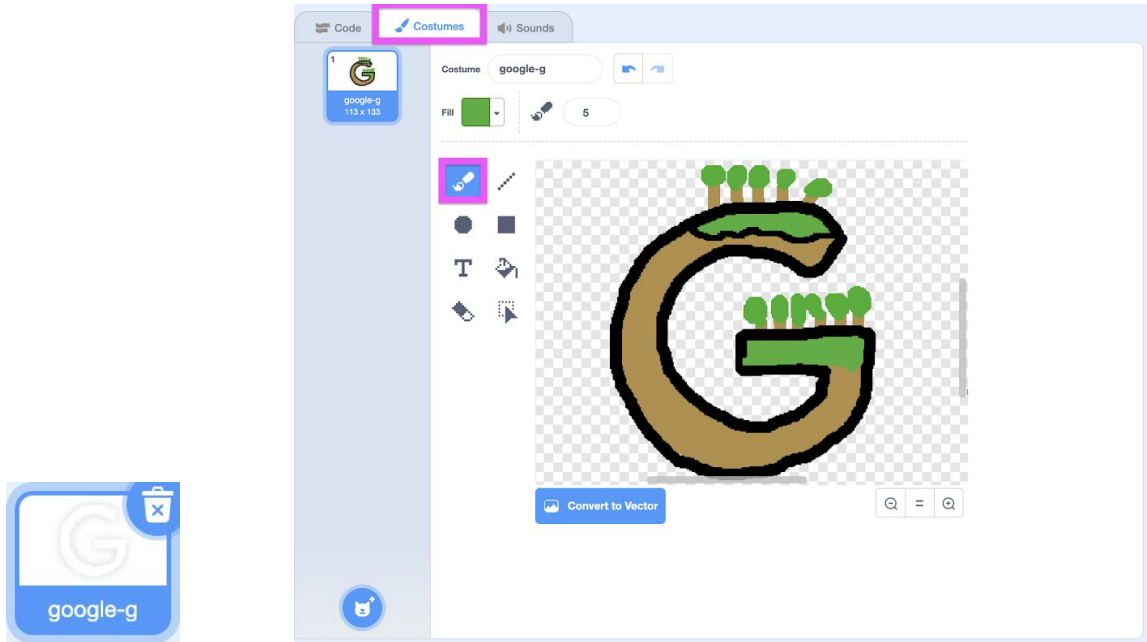 Code Costumes Sounds
1
google-g
113 x 133
Costume google-g
Fill 5
T
G
Convert to Vector
G
google-g